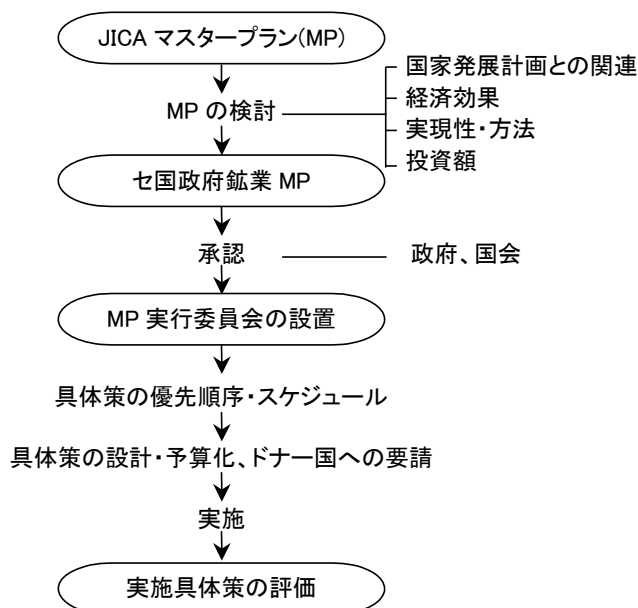 JICA マスタープラン(MP)
MP の検討
国家発展計画との関連
経済効果
実現性・方法
投資額
セ国政府鉱業 MP
承認
政府、国会
MP 実行委員会の設置
具体策の優先順序・スケジュール
具体策の設計・予算化、ドナー国への要請
実施
実施具体策の評価